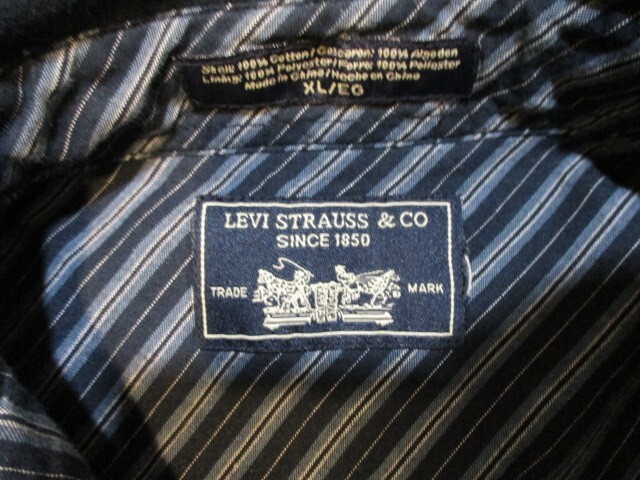 Shell: 100% Cotton/Caparazon: 100% Algodon
Lining: 100% Polyester/Forro: 100% Poliester
Made in China/Hecho en China
XL/EG
LEVI STRAUSS & CO
SINCE 1850
TRADE MARK